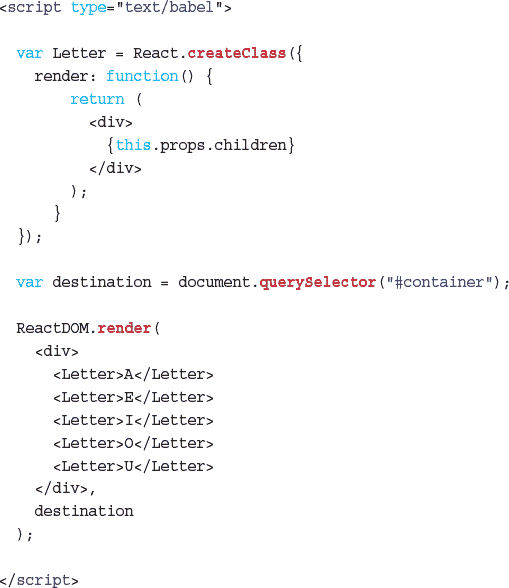 <script type="text/babel">
var Letter = React.createClass({
render: function() {
return (
<div>
{this.props.children}
</div>
);
}
});
var destination = document.querySelector("#container");
ReactDOM.render(
<div>
<Letter>A</Letter>
<Letter>E</Letter>
<Letter>I</Letter>
<Letter>O</Letter>
<Letter>U</Letter>
</div>,
destination
);
</script>